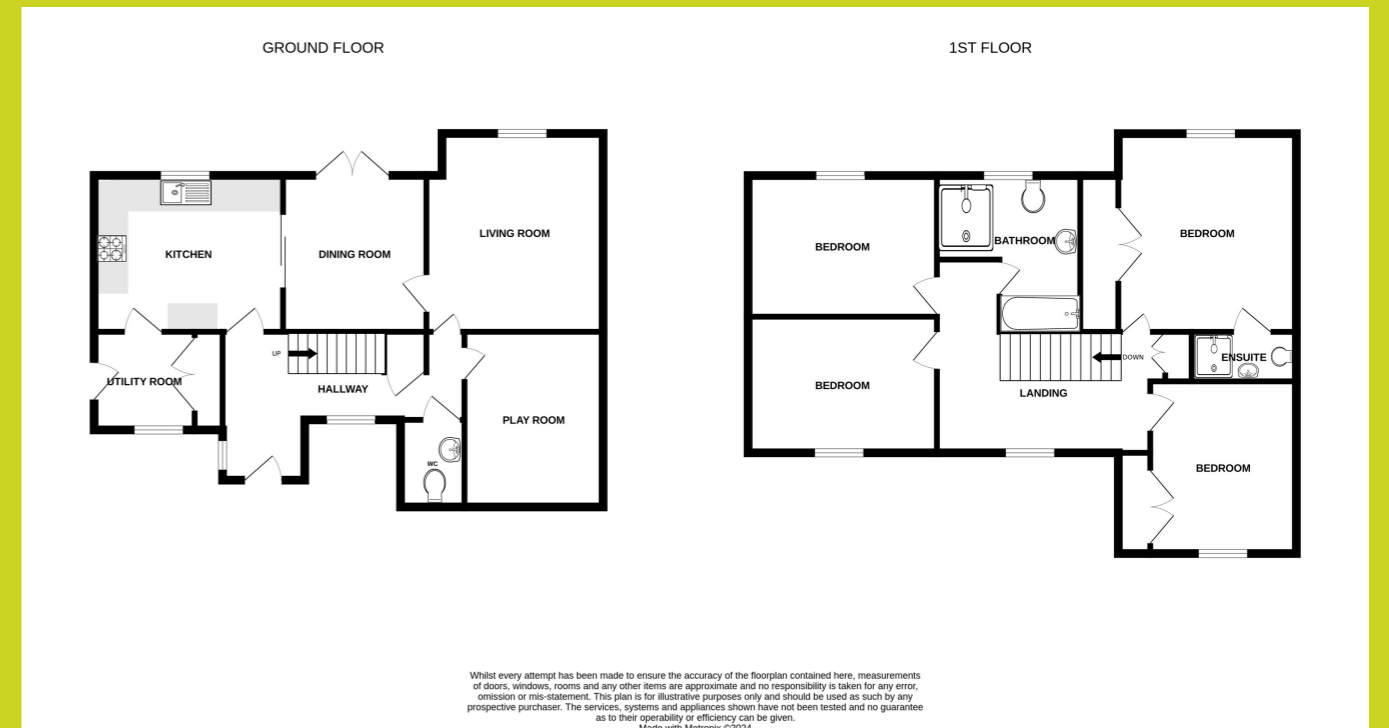 GROUND FLOOR
KITCHEN
DINING ROOM
LIVING ROOM
UP
UTILITY ROOM
HALLWAY
PLAY ROOM
WC
1ST FLOOR
BEDROOM
BATHROOM
BEDROOM
DOWN
ENSUITE
BEDROOM
LANDING
BEDROOM
Whilst every attempt has been made to ensure the accuracy of the floorplan contained here, measurements
of doors, windows, rooms and any other items are approximate and no responsibility is taken for any error,
omission or mis-statement. This plan is for illustrative purposes only and should be used as such by any
prospective purchaser. The services, systems and appliances shown have not been tested and no guarantee
as to their operability or efficiency can be given.
Made with Metropix ©2024